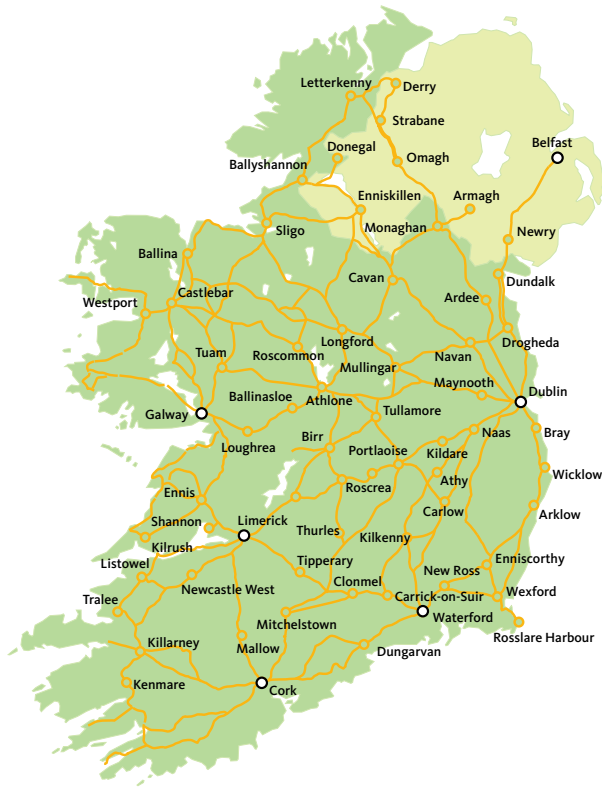 Letterkenny
Derry
Strabane
Belfast
Donegal
Omagh
Ballyshannon
Enniskillen
Armagh
Monaghan
Sligo
Newry
Ballina
Cavan
Dundalk
Castlebar
Ardee
Westport
Longford
Drogheda
Tuam
Roscommon
Navan
Mullingar
Maynooth
Dublin
Ballinasloe
Athlone
Galway
Tullamore
Birr
Naas
Bray
Loughrea
Portlaoise
Kildare
Wicklow
Ennis
Roscrea
Athy
Shannon
Limerick
Carlow
Arklow
Thurles
Kilkenny
Kilrush
Listowel
Tipperary
Enniscorthy
New Ross
Clonmel
Newcastle West
Carrick-on-Suir
Wexford
Tralee
Mitchelstown
Waterford
Rosslare Harbour
Killarney
Mallow
Dungarvan
Kenmare
Cork